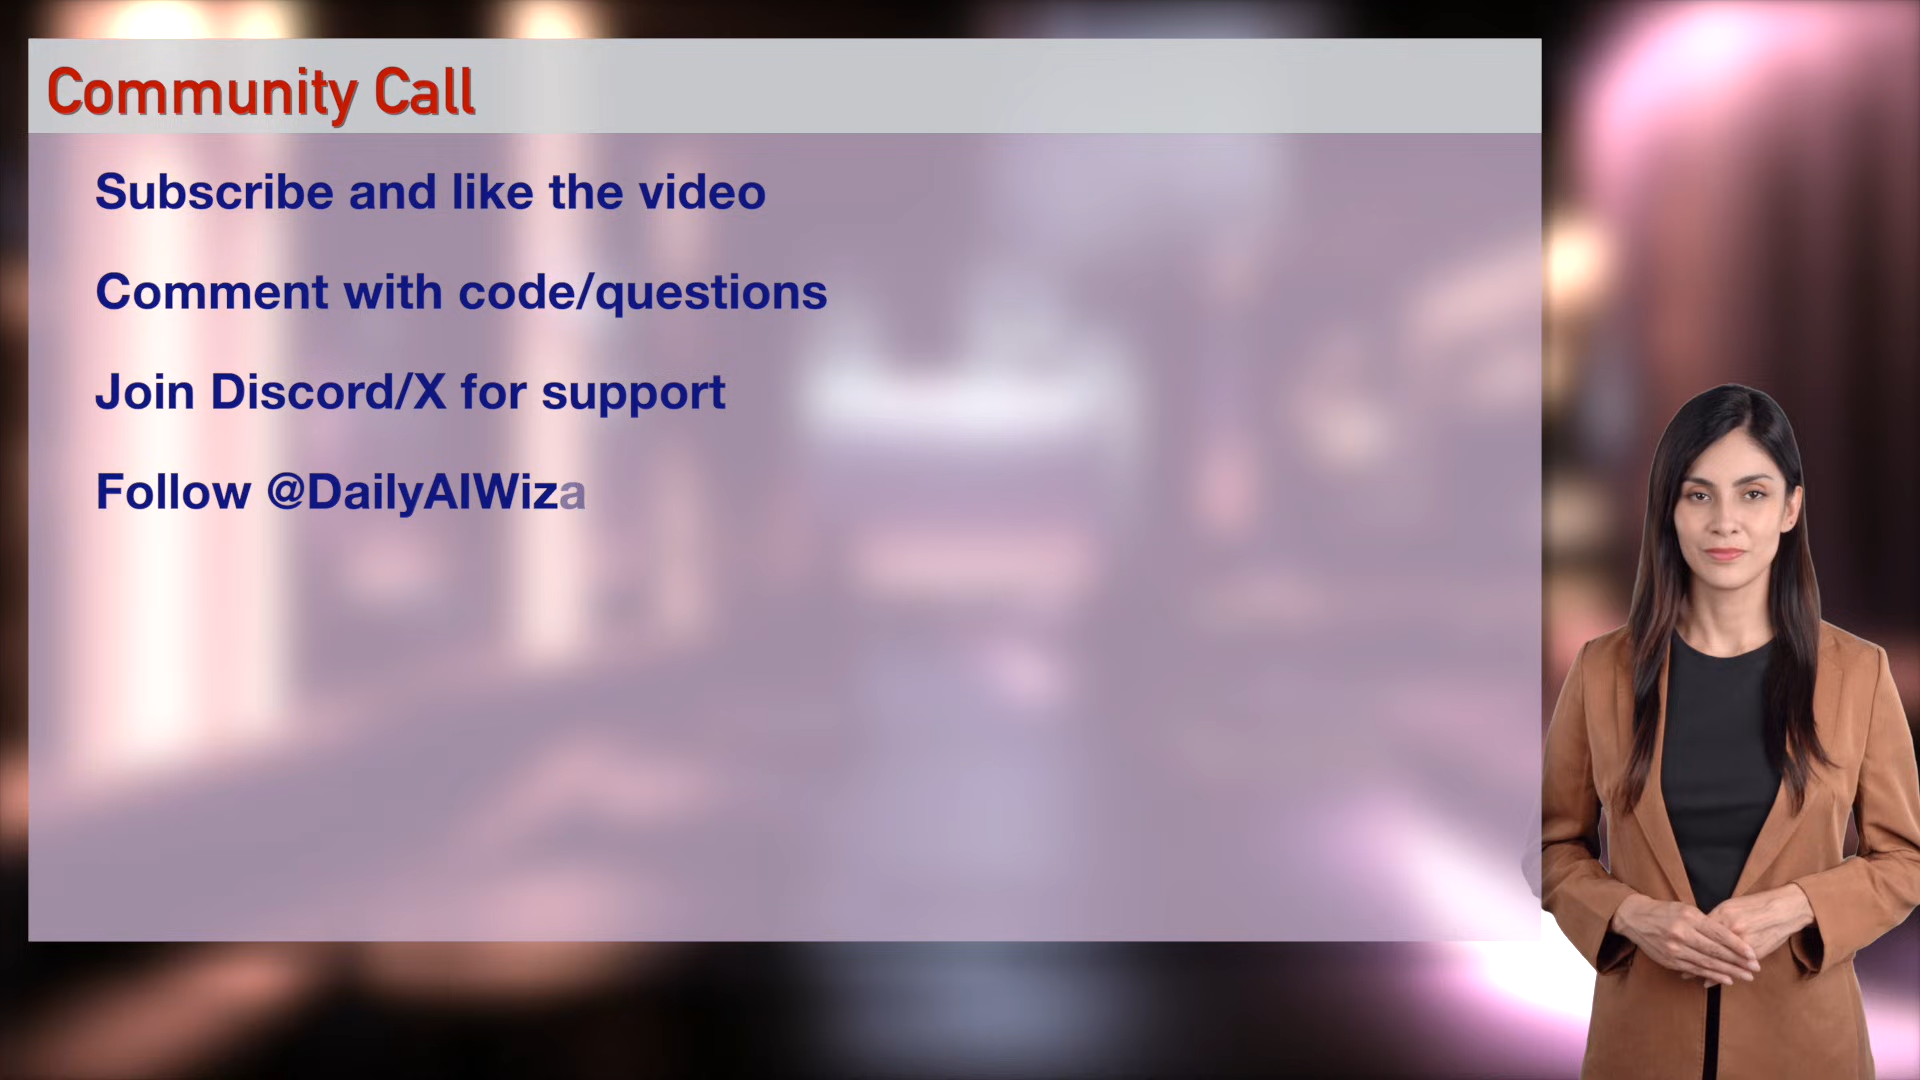 Community Call
Subscribe and like the video
Comment with code/questions
Join Discord/X for support
Follow @DailyAIWiza